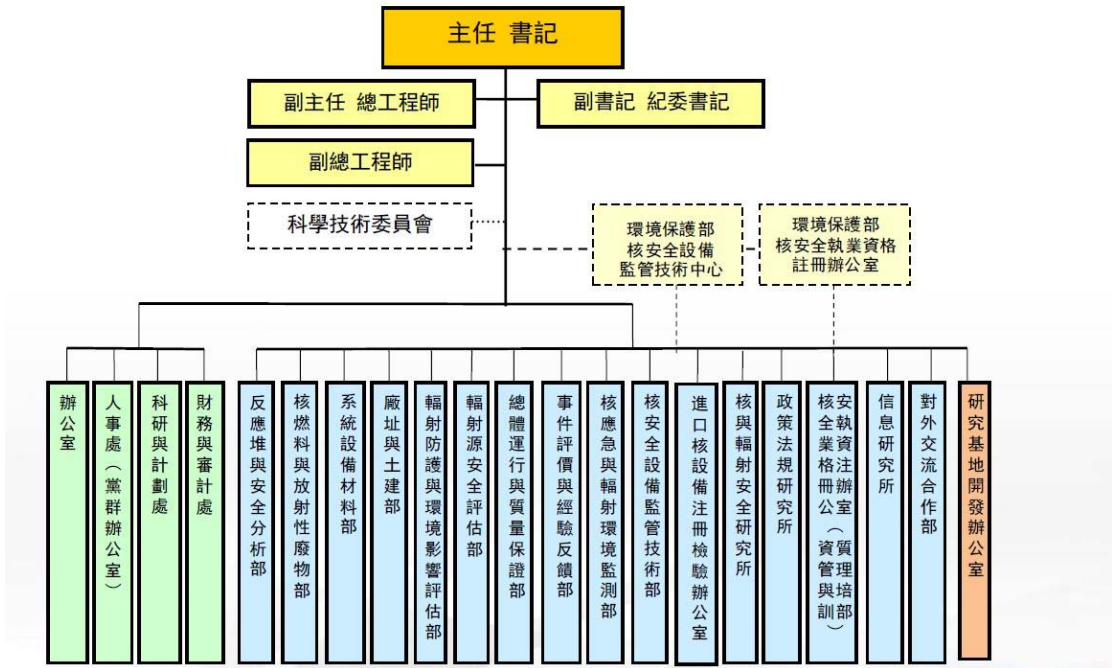 主任 書記
副主任 總工程師
副書記 紀委書記
副總工程師
科學技術委員會
環境保護部
核安全設備
監管技術中心
環境保護部
核安全執業資格
註冊辦公室
辦公室
人事處（黨群辦公室）
科研與計劃處
財務與審計處
反應堆與安全分析部
核燃料與放射性廢物部
系統設備材料部
廠址與土建部
輻射防護與環境影響評估部
輻射源安全評估部
總體運行與質量保證部
事件評價與經驗反饋部
核應急與輻射環境監測部
核安全設備監管技術部
進口核設備注冊檢驗辦公室
核與輻射安全研究所
政策法規研究所
核安全執業資格注冊辦公室（資質管理與培訓部）
信息研究所
對外交流合作部
研究基地開發辦公室